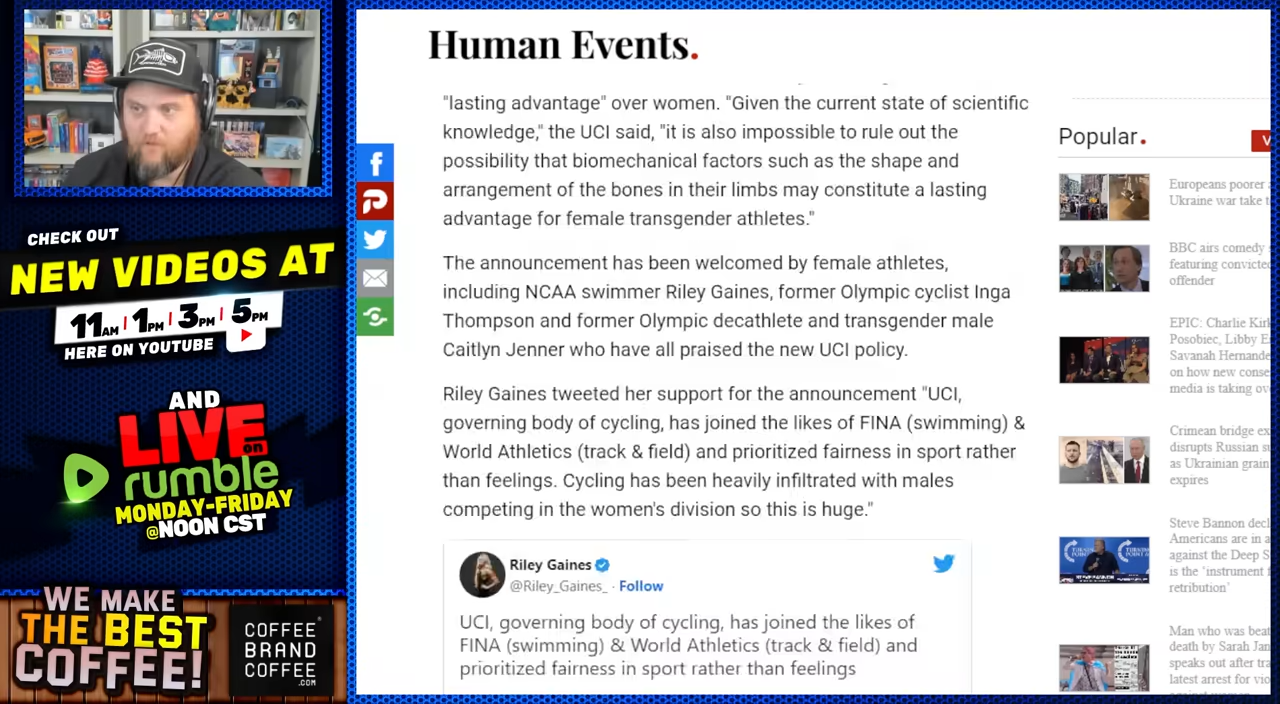 CHECK OUT
NEW VIDEOS AT
11AM | 1PM | 3PM | 5PM
HERE ON YOUTUBE
AND
LIVE
on
rumble
MONDAY-FRIDAY
@NOON CST
WE MAKE
THE BEST
COFFEE!
COFFEE
BRAND
COFFEE
.COM
Human Events.
"lasting advantage" over women. "Given the current state of scientific
knowledge," the UCI said, "it is also impossible to rule out the
possibility that biomechanical factors such as the shape and
arrangement of the bones in their limbs may constitute a lasting
advantage for female transgender athletes."
The announcement has been welcomed by female athletes,
including NCAA swimmer Riley Gaines, former Olympic cyclist Inga
Thompson and former Olympic decathlete and transgender male
Caitlyn Jenner who have all praised the new UCI policy.
Riley Gaines tweeted her support for the announcement "UCI,
governing body of cycling, has joined the likes of FINA (swimming) &
World Athletics (track & field) and prioritized fairness in sport rather
than feelings. Cycling has been heavily infiltrated with males
competing in the women's division so this is huge."
Riley Gaines
@Riley_Gaines_ · Follow
UCI, governing body of cycling, has joined the likes of
FINA (swimming) & World Athletics (track & field) and
prioritized fairness in sport rather than feelings
Popular.
V
Europeans poorer
Ukraine war take t
BBC airs comedy
featuring convicted
offender
EPIC: Charlie Kirk
Posobiec, Libby E
Savanah Hernande
on how new conse
media is taking ov
Crimean bridge ex
disrupts Russian su
as Ukrainian grain
expires
Steve Bannon decl
Americans are in a
against the Deep S
is the 'instrument
retribution'
Man who was beat
death by Sarah Jan
speaks out after tra
latest arrest for vio